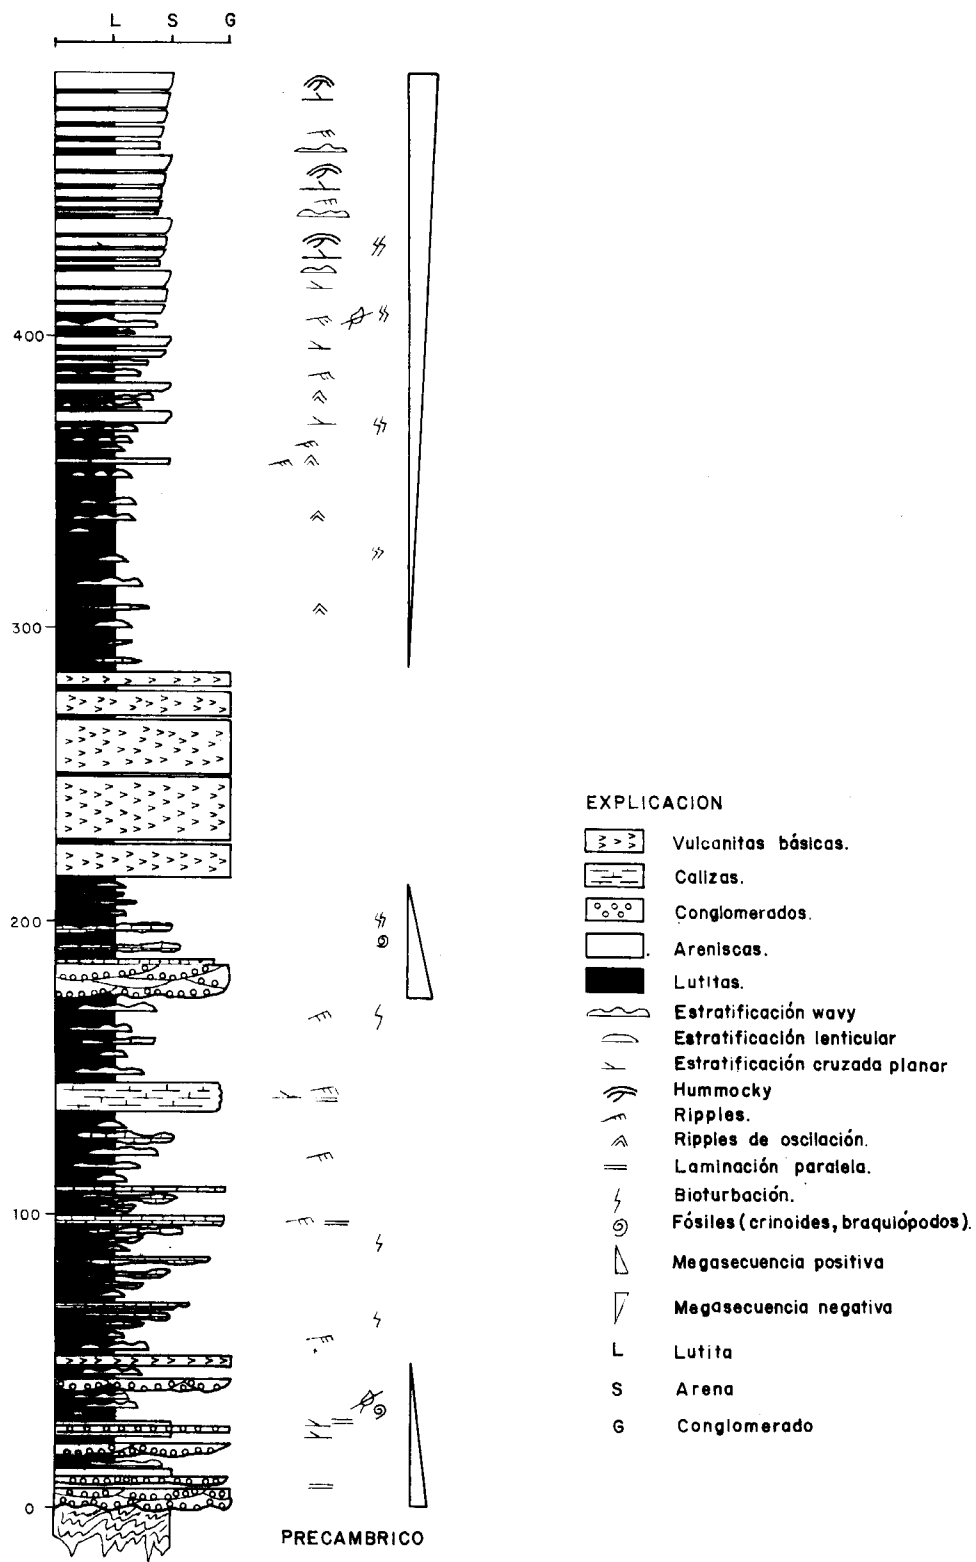 L S G
400
300
200
100
0
PRECAMBRICO
EXPLICACION
Vulcanitas básicas.
Calizas.
Conglomerados.
Areniscas.
Lutitas.
Estratificación wavy
Estratificación lenticular
Estratificación cruzada planar
Hummocky
Ripples.
Ripples de oscilación.
Laminación paralela.
Bioturbación.
Fósiles (crinoides, braquiópodos).
Megasecuencia positiva
Megasecuencia negativa
L Lutita
S Arena
G Conglomerado